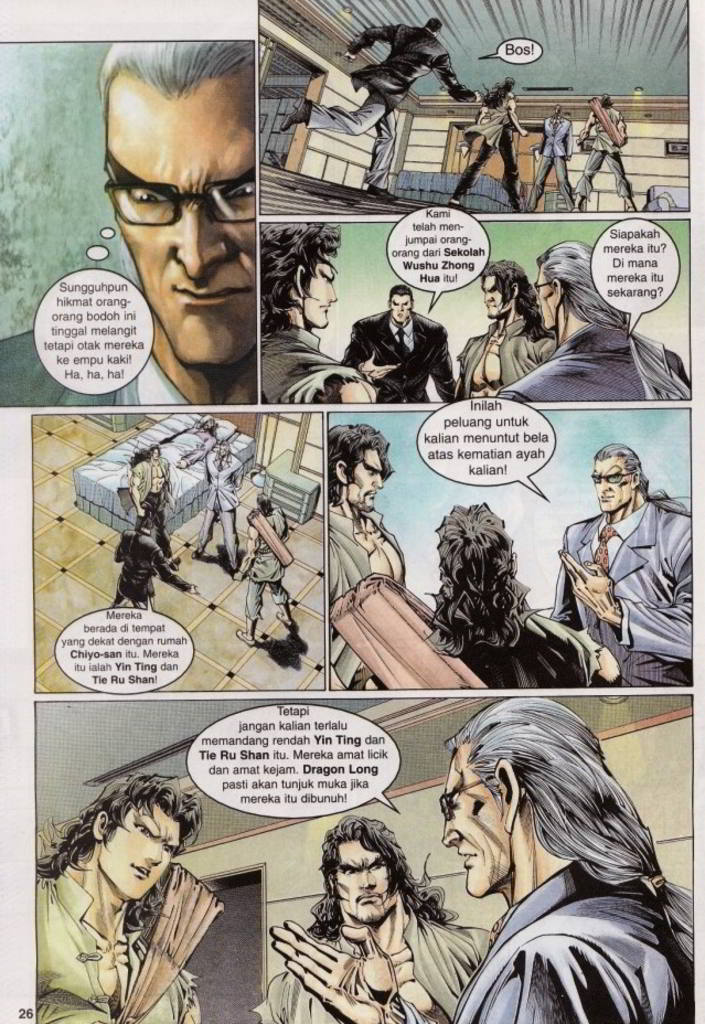 Bos!
Sungguhpun
hikmat orang-
orang bodoh ini
tinggal melangit
tetapi mereka
ke empu kaki!
Ha, ha, ha!
Kami
telah men-
jumpai orang-
orang dari Sekolah
Wushu Zhong
Hua itu!
Siapakah
mereka itu?
Di mana
mereka itu
sekarang?
Mereka
berada di tempat
yang dekat dengan rumah
Chiyo-san itu. Mereka
itu ialah Yin Ting dan
Tie Ru Shan!
Inilah
peluang untuk
kalian menuntut bela
atas kematian ayah
kalian!
Tetapi
jangan kalian terlalu
memandang rendah Yin Ting dan
Tie Ru Shan itu. Mereka amat licik
dan amat kejam. Dragon Long
pasti akan tunjuk muka jika
mereka itu dibunuh!
26